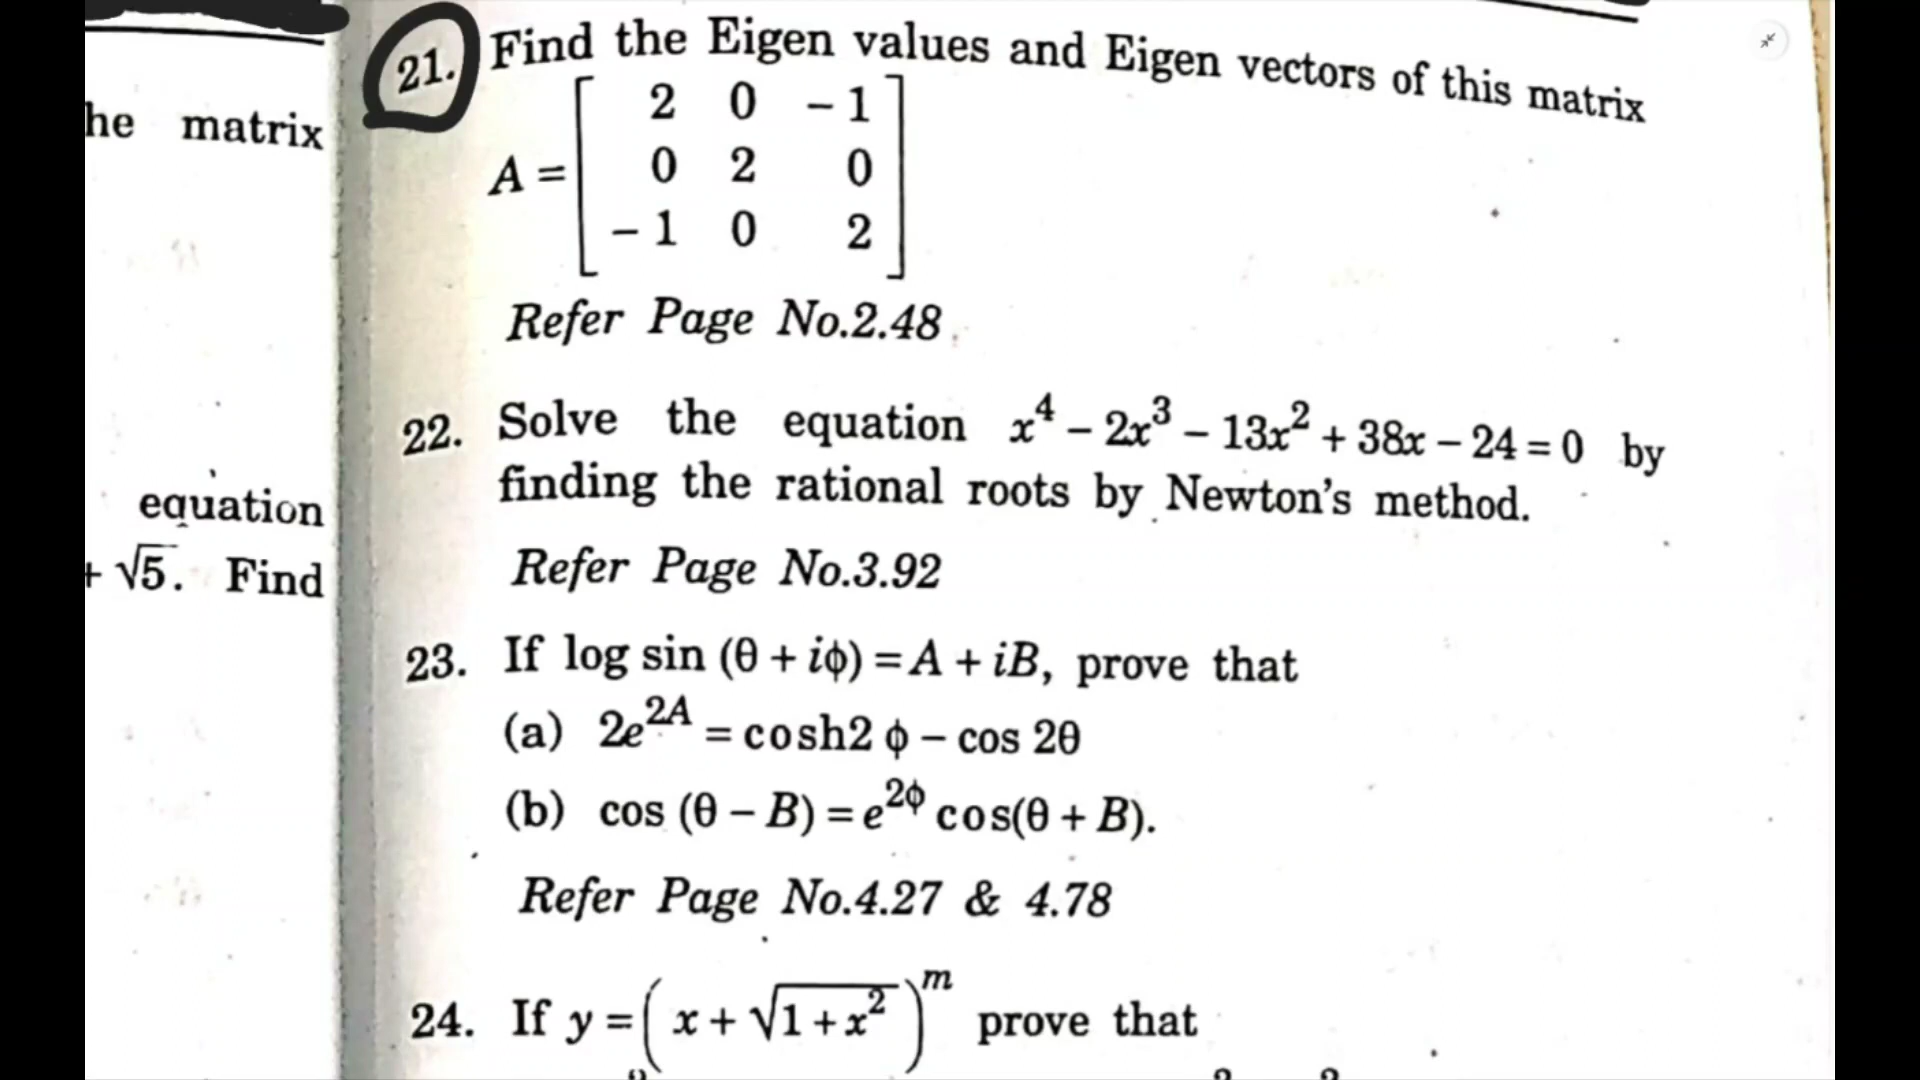 he matrix
equation
+ √5. Find
21. Find the Eigen values and Eigen vectors of this matrix
A = [ 2 0 – 1
0 2 0
– 1 0 2 ]
Refer Page No.2.48
22. Solve the equation x⁴ – 2x³ – 13x² + 38x – 24 = 0 by
finding the rational roots by Newton's method.
Refer Page No.3.92
23. If log sin (θ + iϕ) = A + iB, prove that
(a) 2e²ᴬ = cosh2 ϕ – cos 2θ
(b) cos (θ – B) = e^2ϕ cos(θ + B).
Refer Page No.4.27 & 4.78
24. If y = ( x + √1 + x² )ᵐ prove that